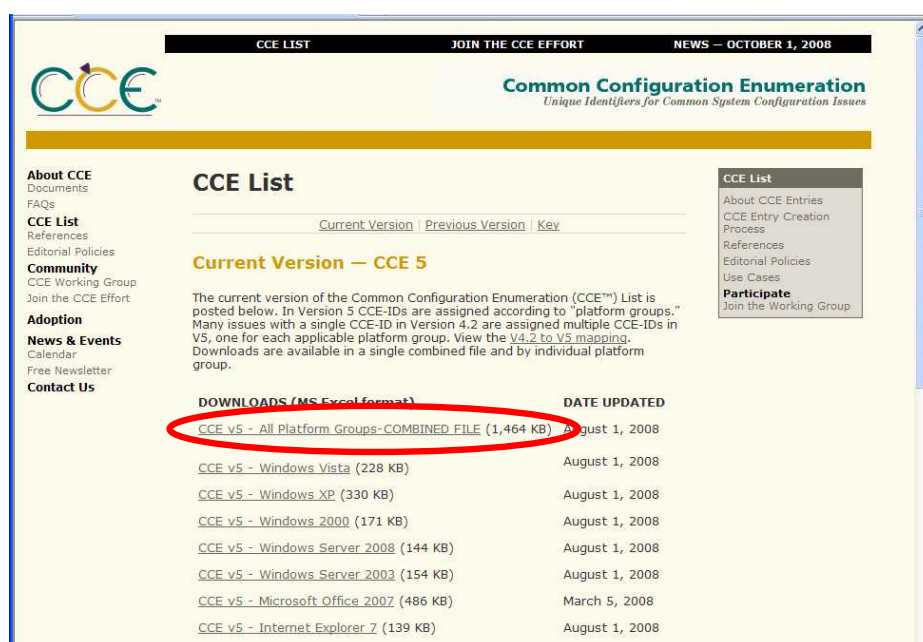 CCE LIST JOIN THE CCE EFFORT NEWS — OCTOBER 1, 2008
CCE™
Common Configuration Enumeration
Unique Identifiers for Common System Configuration Issues
About CCE
Documents
FAQs
CCE List
References
Editorial Policies
Community
CCE Working Group
Join the CCE Effort
Adoption
News & Events
Calendar
Free Newsletter
Contact Us
CCE List
Current Version | Previous Version | Key
Current Version — CCE 5
The current version of the Common Configuration Enumeration (CCE™) List is
posted below. In Version 5 CCE-IDs are assigned according to "platform groups."
Many issues with a single CCE-ID in Version 4.2 are assigned multiple CCE-IDs in
V5, one for each applicable platform group. View the V4.2 to V5 mapping.
Downloads are available in a single combined file and by individual platform
group.
DOWNLOADS (MS Excel format) DATE UPDATED
CCE v5 - All Platform Groups-COMBINED FILE (1,464 KB) August 1, 2008
CCE v5 - Windows Vista (228 KB) August 1, 2008
CCE v5 - Windows XP (330 KB) August 1, 2008
CCE v5 - Windows 2000 (171 KB) August 1, 2008
CCE v5 - Windows Server 2008 (144 KB) August 1, 2008
CCE v5 - Windows Server 2003 (154 KB) August 1, 2008
CCE v5 - Microsoft Office 2007 (486 KB) March 5, 2008
CCE v5 - Internet Explorer 7 (139 KB) August 1, 2008
CCE List
About CCE Entries
CCE Entry Creation
Process
References
Editorial Policies
Use Cases
Participate
Join the Working Group